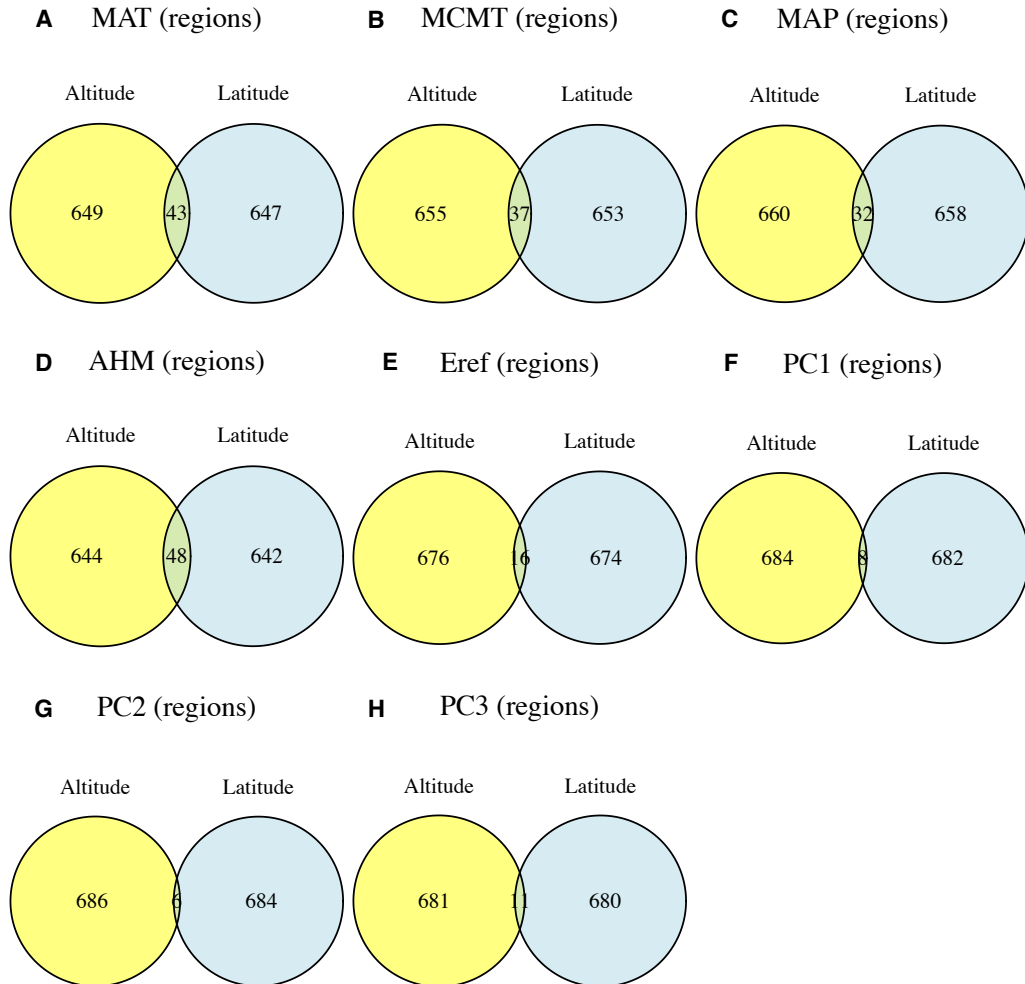 A MAT (regions)
B MCMT (regions)
C MAP (regions)
Altitude Latitude
Altitude Latitude
Altitude Latitude
649 43 647
655 37 653
660 32 658
D AHM (regions)
E Eref (regions)
F PC1 (regions)
Altitude Latitude
Altitude Latitude
Altitude Latitude
644 48 642
676 16 674
684 8 682
G PC2 (regions)
H PC3 (regions)
Altitude Latitude
Altitude Latitude
686 6 684
681 11 680